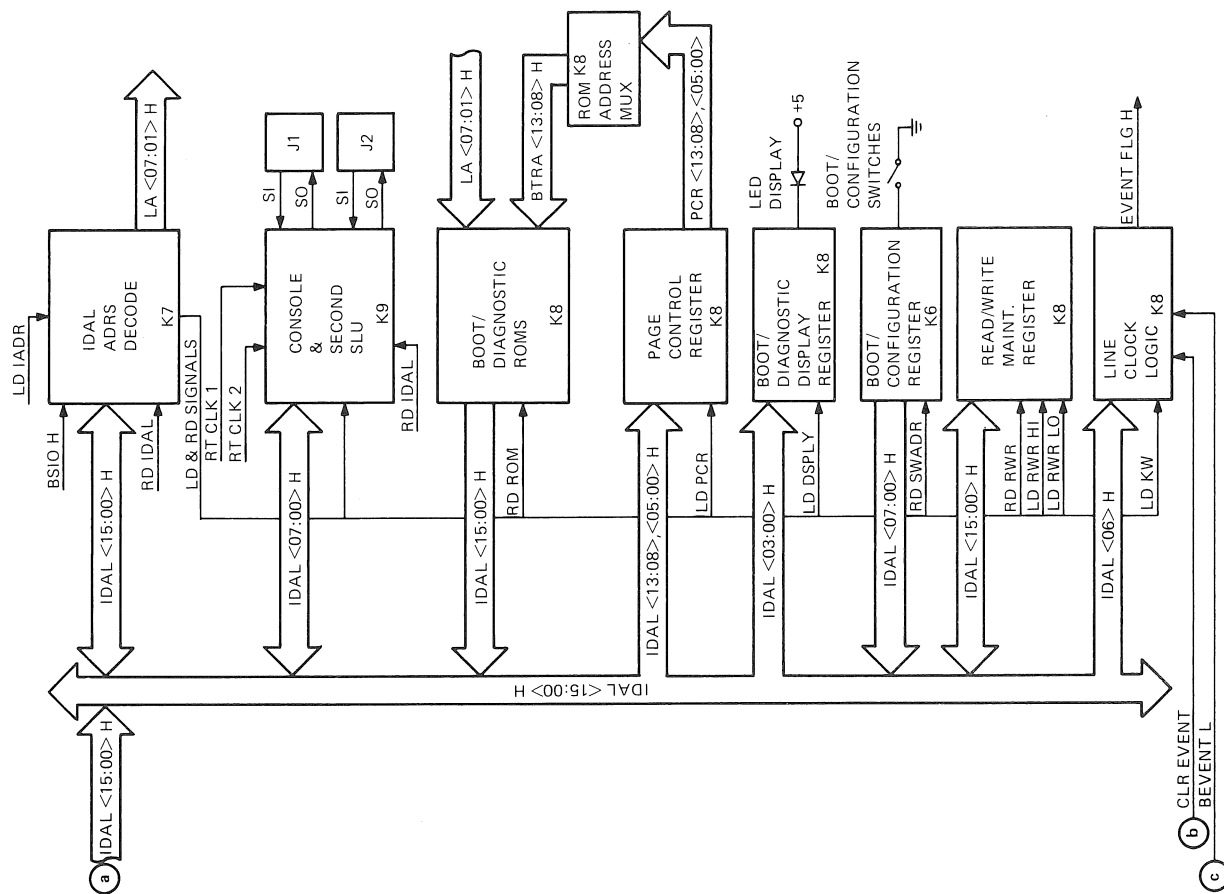 LD IADR
BSIO H
IDAL <15:00> H
RD IDAL
IDAL
ADRS
DECODE
K7
LA <07:01> H
LD & RD SIGNALS
RT CLK 1
RT CLK 2
IDAL <07:00> H
CONSOLE
&
SECOND
SLU
K9
RD IDAL
SI
SO
J1
SI
SO
J2
LA <07:01> H
BTRA <13:08> H
BOOT/
DIAGNOSTIC
ROMS
K8
IDAL <15:00> H
RD ROM
ROM K8
ADDRESS
MUX
PCR <13:08>,<05:00>
IDAL <13:08>,<05:00> H
LD PCR
PAGE
CONTROL
REGISTER
K8
IDAL <03:00> H
LD DSPLY
BOOT/
DIAGNOSTIC
DISPLAY
REGISTER K8
LED
DISPLAY
+5
IDAL <07:00> H
RD SWADR
BOOT/
CONFIGURATION
REGISTER
K6
BOOT/
CONFIGURATION
SWITCHES
IDAL <15:00> H
RD RWR
LD RWR HI
LD RWR LO
READ/WRITE
MAINT.
REGISTER
K8
IDAL <06> H
LD KW
LINE
CLOCK
LOGIC
K8
EVENT FLG H
IDAL <15:00> H
a
IDAL <15:00> H
b
CLR EVENT
BEVENT L
c